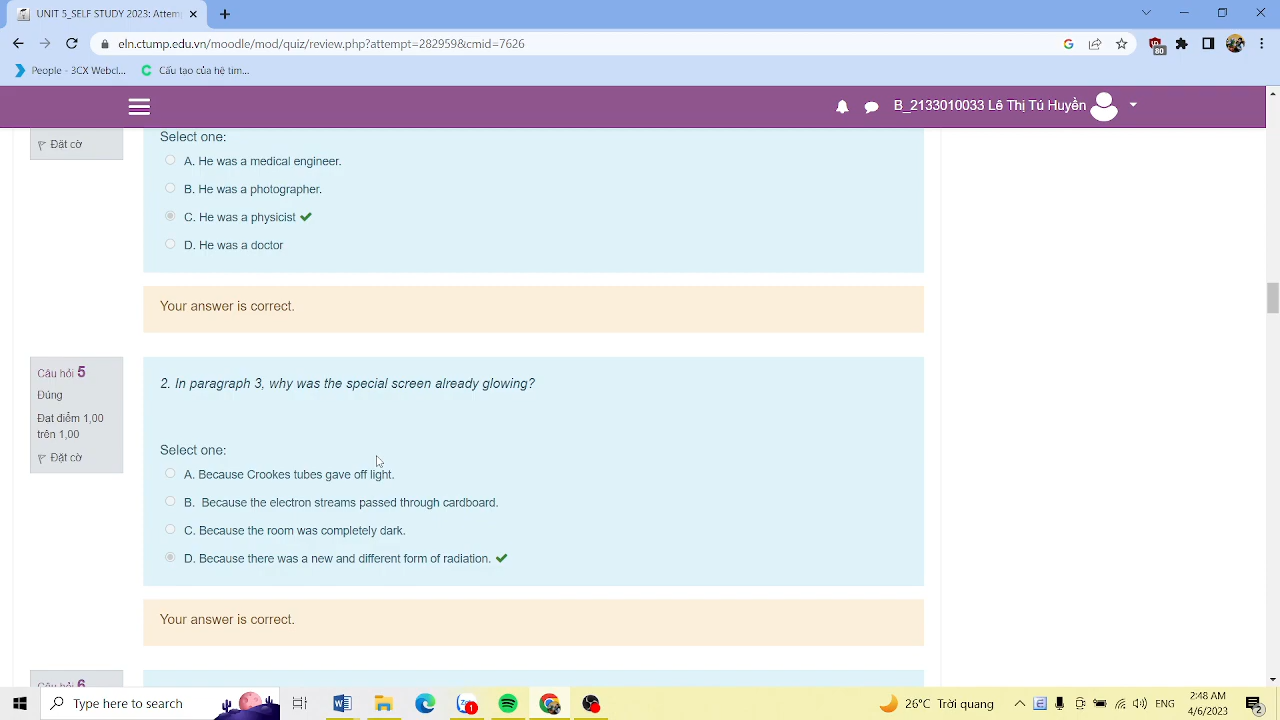 UNIT 5_SELF STUDY 2023: Attem
eln.ctump.edu.vn/moodle/mod/quiz/review.php?attempt=282959&cmid=7626
80
People - 3CX Webcl...
Cấu tạo của hệ tim...
B_2133010033 Lê Thị Tú Huyền
Đặt cờ
Select one:
A. He was a medical engineer.
B. He was a photographer.
C. He was a physicist
D. He was a doctor
Your answer is correct.
Câu hỏi 5
Đúng
Đạt điểm 1,00
trên 1,00
Đặt cờ
2. In paragraph 3, why was the special screen already glowing?
Select one:
A. Because Crookes tubes gave off light.
B. Because the electron streams passed through cardboard.
C. Because the room was completely dark.
D. Because there was a new and different form of radiation.
Your answer is correct.
Câu hỏi 6
Type here to search
1
26°C Trời quang
ENG
2:48 AM
4/6/2023
2